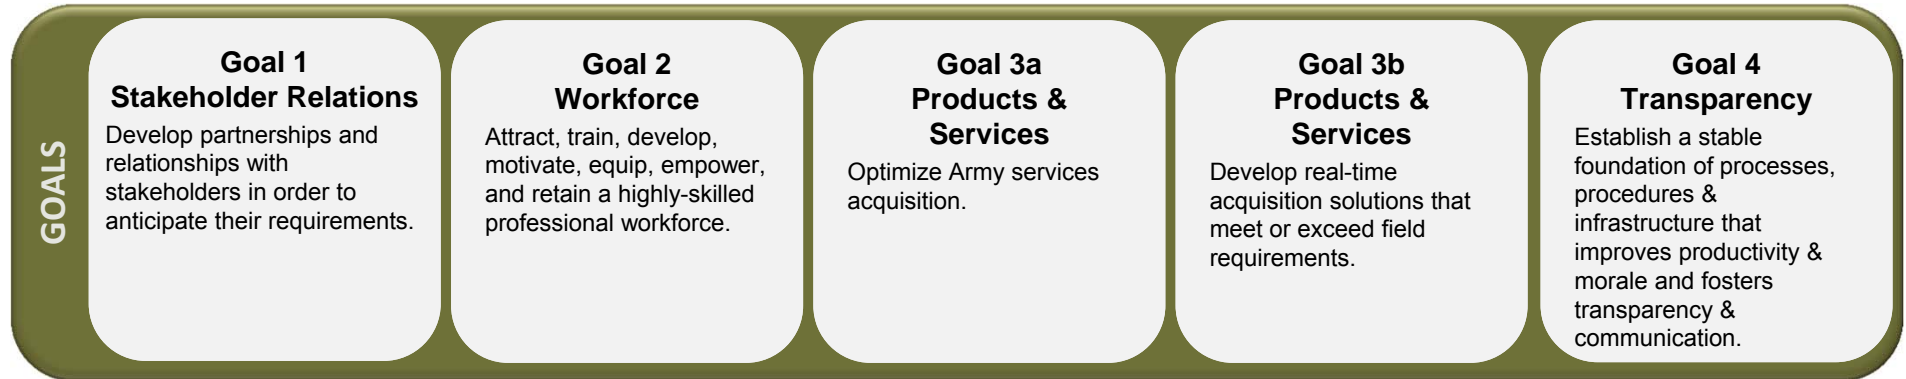 GOALS
Goal 1
Stakeholder Relations
Develop partnerships and
relationships with
stakeholders in order to
anticipate their requirements.
Goal 2
Workforce
Attract, train, develop,
motivate, equip, empower,
and retain a highly-skilled
professional workforce.
Goal 3a
Products &
Services
Optimize Army services
acquisition.
Goal 3b
Products &
Services
Develop real-time
acquisition solutions that
meet or exceed field
requirements.
Goal 4
Transparency
Establish a stable
foundation of processes,
procedures &
infrastructure that
improves productivity &
morale and fosters
transparency &
communication.